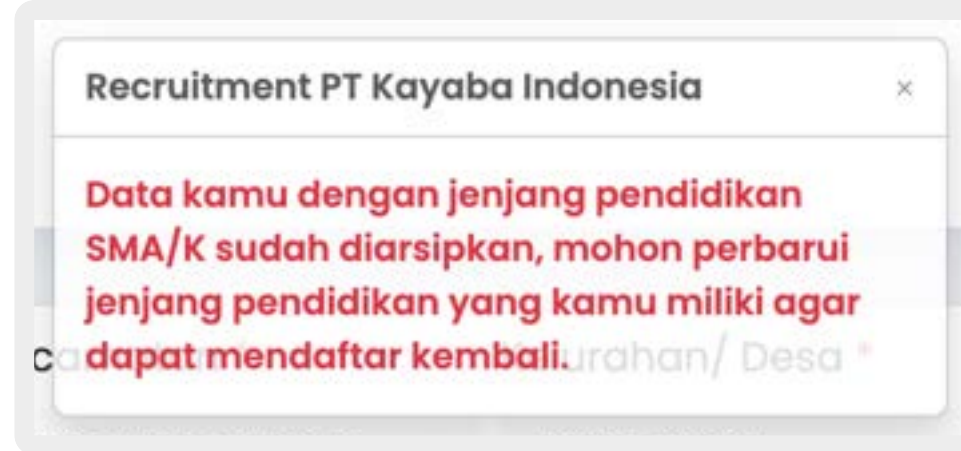 Recruitment PT Kayaba Indonesia ×
Data kamu dengan jenjang pendidikan
SMA/K sudah diarsipkan, mohon perbarui
jenjang pendidikan yang kamu miliki agar
dapat mendaftar kembali.
Desa *